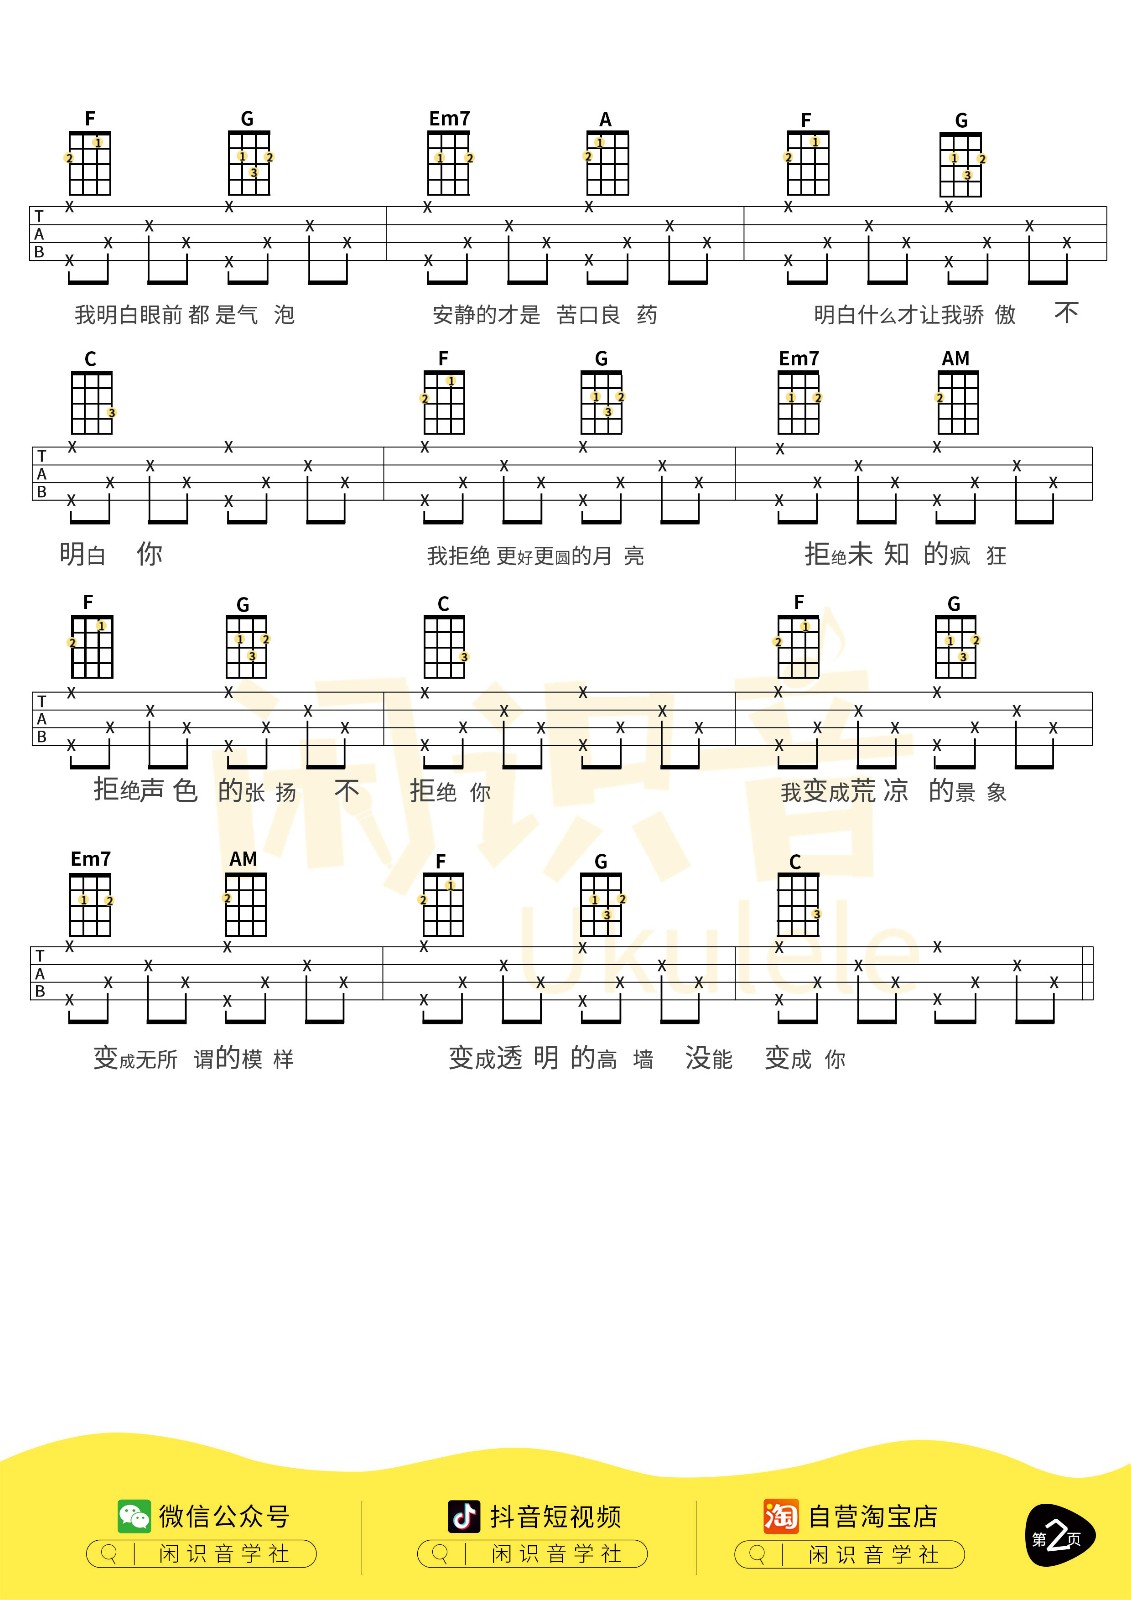 F G Em7 A F G
TAB
我明白眼前都是气泡 安静的才是苦口良药 明白什么才让我骄傲 不
C F G Em7 AM
TAB
明白你 我拒绝更好更圆的月亮 拒绝未知的疯狂
F G C F G
TAB
拒绝声色的张扬 不 拒绝你 我变成荒凉的景象
Em7 AM F G C
TAB
变成无所谓的模样 变成透明的高墙 没能 变成你
闲识音
Ukulele
微信公众号 抖音短视频 淘 自营淘宝店
闲识音学社 闲识音学社 闲识音学社
第2页